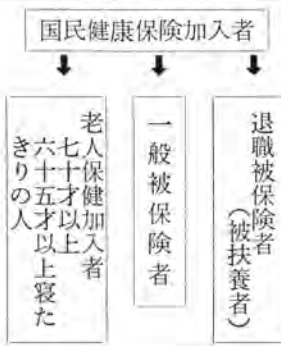 国民健康保険加入者
退職被保険者
（被扶養者）
一般被保険者
老人保健加入者
七十才以上
六十五才以上寝た
きりの人